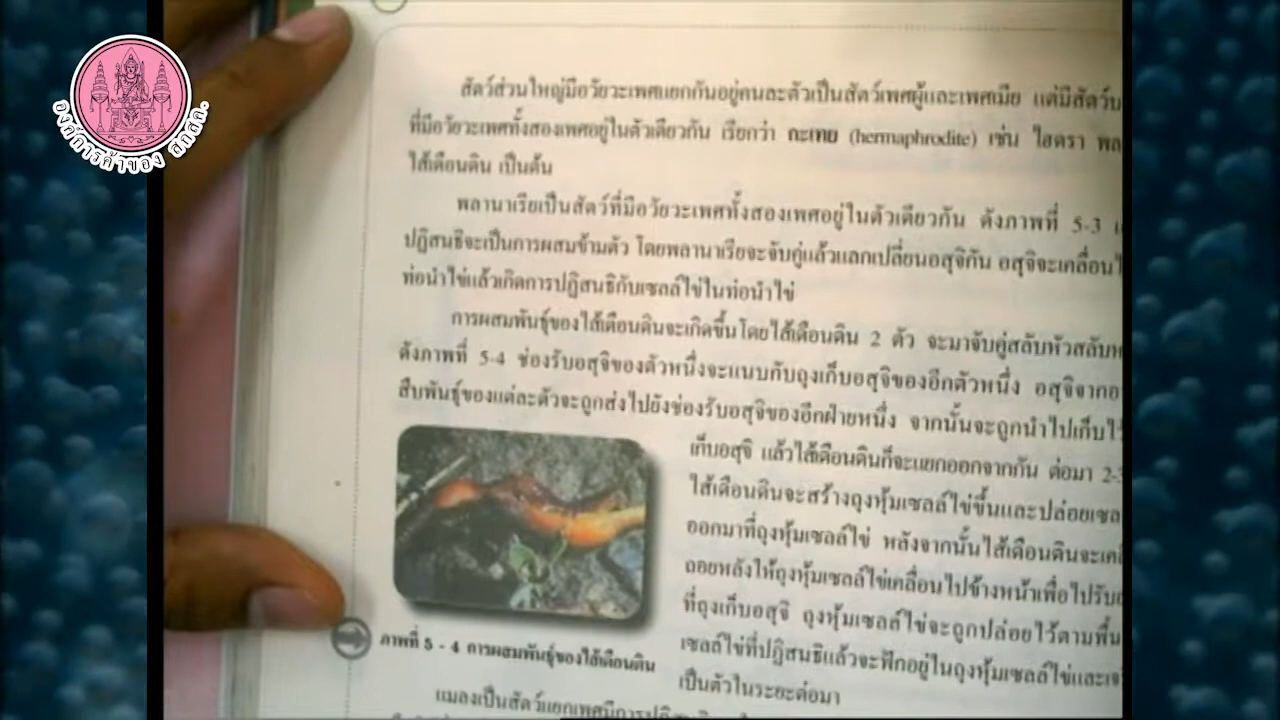 องค์การค้าของ สกสค.
สัตว์ส่วนใหญ่มีอวัยวะเพศแยกกันอยู่คนละตัวเป็นสัตว์เพศผู้และเพศเมีย แต่มีสัตว์
ที่มีอวัยวะเพศทั้งสองเพศอยู่ในตัวเดียวกัน เรียกว่า กะเทย (hermaphrodite) เช่น ไฮดรา
ไส้เดือนดิน เป็นต้น
พลานาเรียเป็นสัตว์ที่มีอวัยวะเพศทั้งสองเพศอยู่ในตัวเดียวกัน ดังภาพที่ 5-3
ปฏิสนธิจะเป็นการผสมข้ามตัว โดยพลานาเรียจะจับคู่แล้วแลกเปลี่ยนอสุจิกัน อสุจิจะเคลื่อน
ท่อนำไข่แล้วเกิดการปฏิสนธิกับเซลล์ไข่ในท่อนำไข่
การผสมพันธุ์ของไส้เดือนดินจะเกิดขึ้นโดยไส้เดือนดิน 2 ตัว จะมาจับคู่สลับหัวสลับ
ดังภาพที่ 5-4 ช่องรับอสุจิของตัวหนึ่งจะแนบกับถุงเก็บอสุจิของอีกตัวหนึ่ง อสุจิจาก
สืบพันธุ์ของแต่ละตัวจะถูกส่งไปยังช่องรับอสุจิของอีกฝ่ายหนึ่ง จากนั้นจะถูกนำไปเก็บ
เก็บอสุจิ แล้วไส้เดือนดินก็จะแยกออกจากกัน ต่อมา 2-
ไส้เดือนดินจะสร้างถุงหุ้มเซลล์ไข่ขึ้นและปล่อย
ออกมาที่ถุงหุ้มเซลล์ไข่ หลังจากนั้นไส้เดือนดินจะ
ถอยหลังให้ถุงหุ้มเซลล์ไข่เคลื่อนไปข้างหน้าเพื่อไปรับ
ที่ถุงเก็บอสุจิ ถุงหุ้มเซลล์ไข่จะถูกปล่อยไว้ตามพื้น
เซลล์ไข่ที่ปฏิสนธิแล้วจะฟักอยู่ในถุงหุ้มเซลล์ไข่และ
เป็นตัวในระยะต่อมา
ภาพที่ 5 - 4 การผสมพันธุ์ของไส้เดือนดิน
แมลงเป็นสัตว์แยกเพศมีการปฏิสนธิ